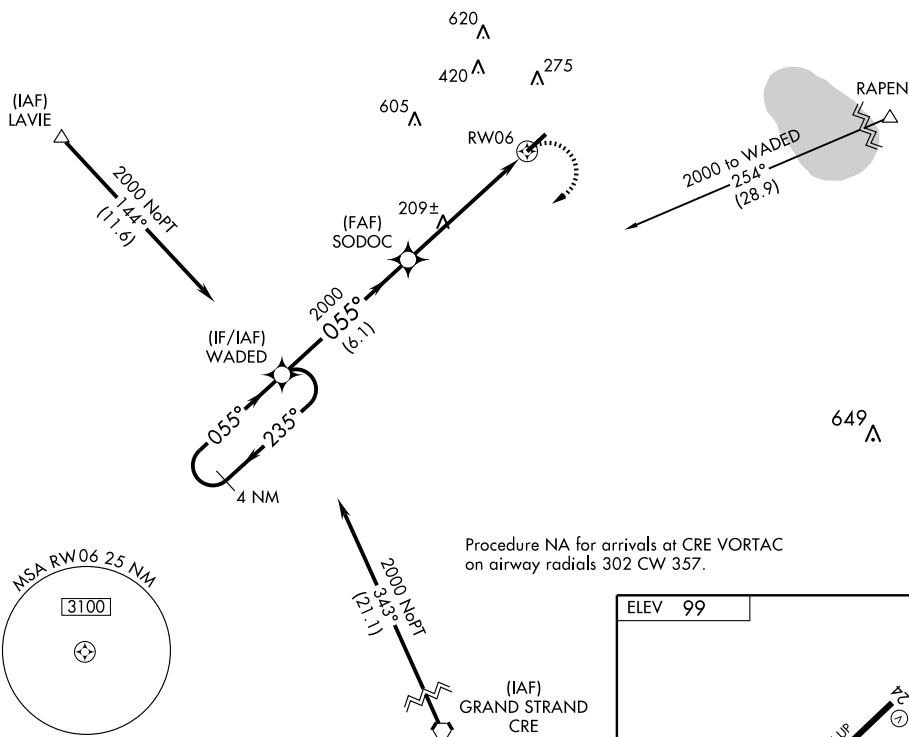 620
420
275
605
(IAF)
LAVIE
RAPEN
RW06
2000 NoPT
144°
(11.6)
2000 to WADED
254°
(28.9)
209±
(FAF)
SODOC
2000
055°
(6.1)
(IF/IAF)
WADED
055°
235°
4 NM
649
Procedure NA for arrivals at CRE VORTAC
on airway radials 302 CW 357.
MSA RW06 25 NM
3100
2000 NoPT
343°
(21.1)
(IAF)
GRAND STRAND
CRE
ELEV 99
24
V
UP